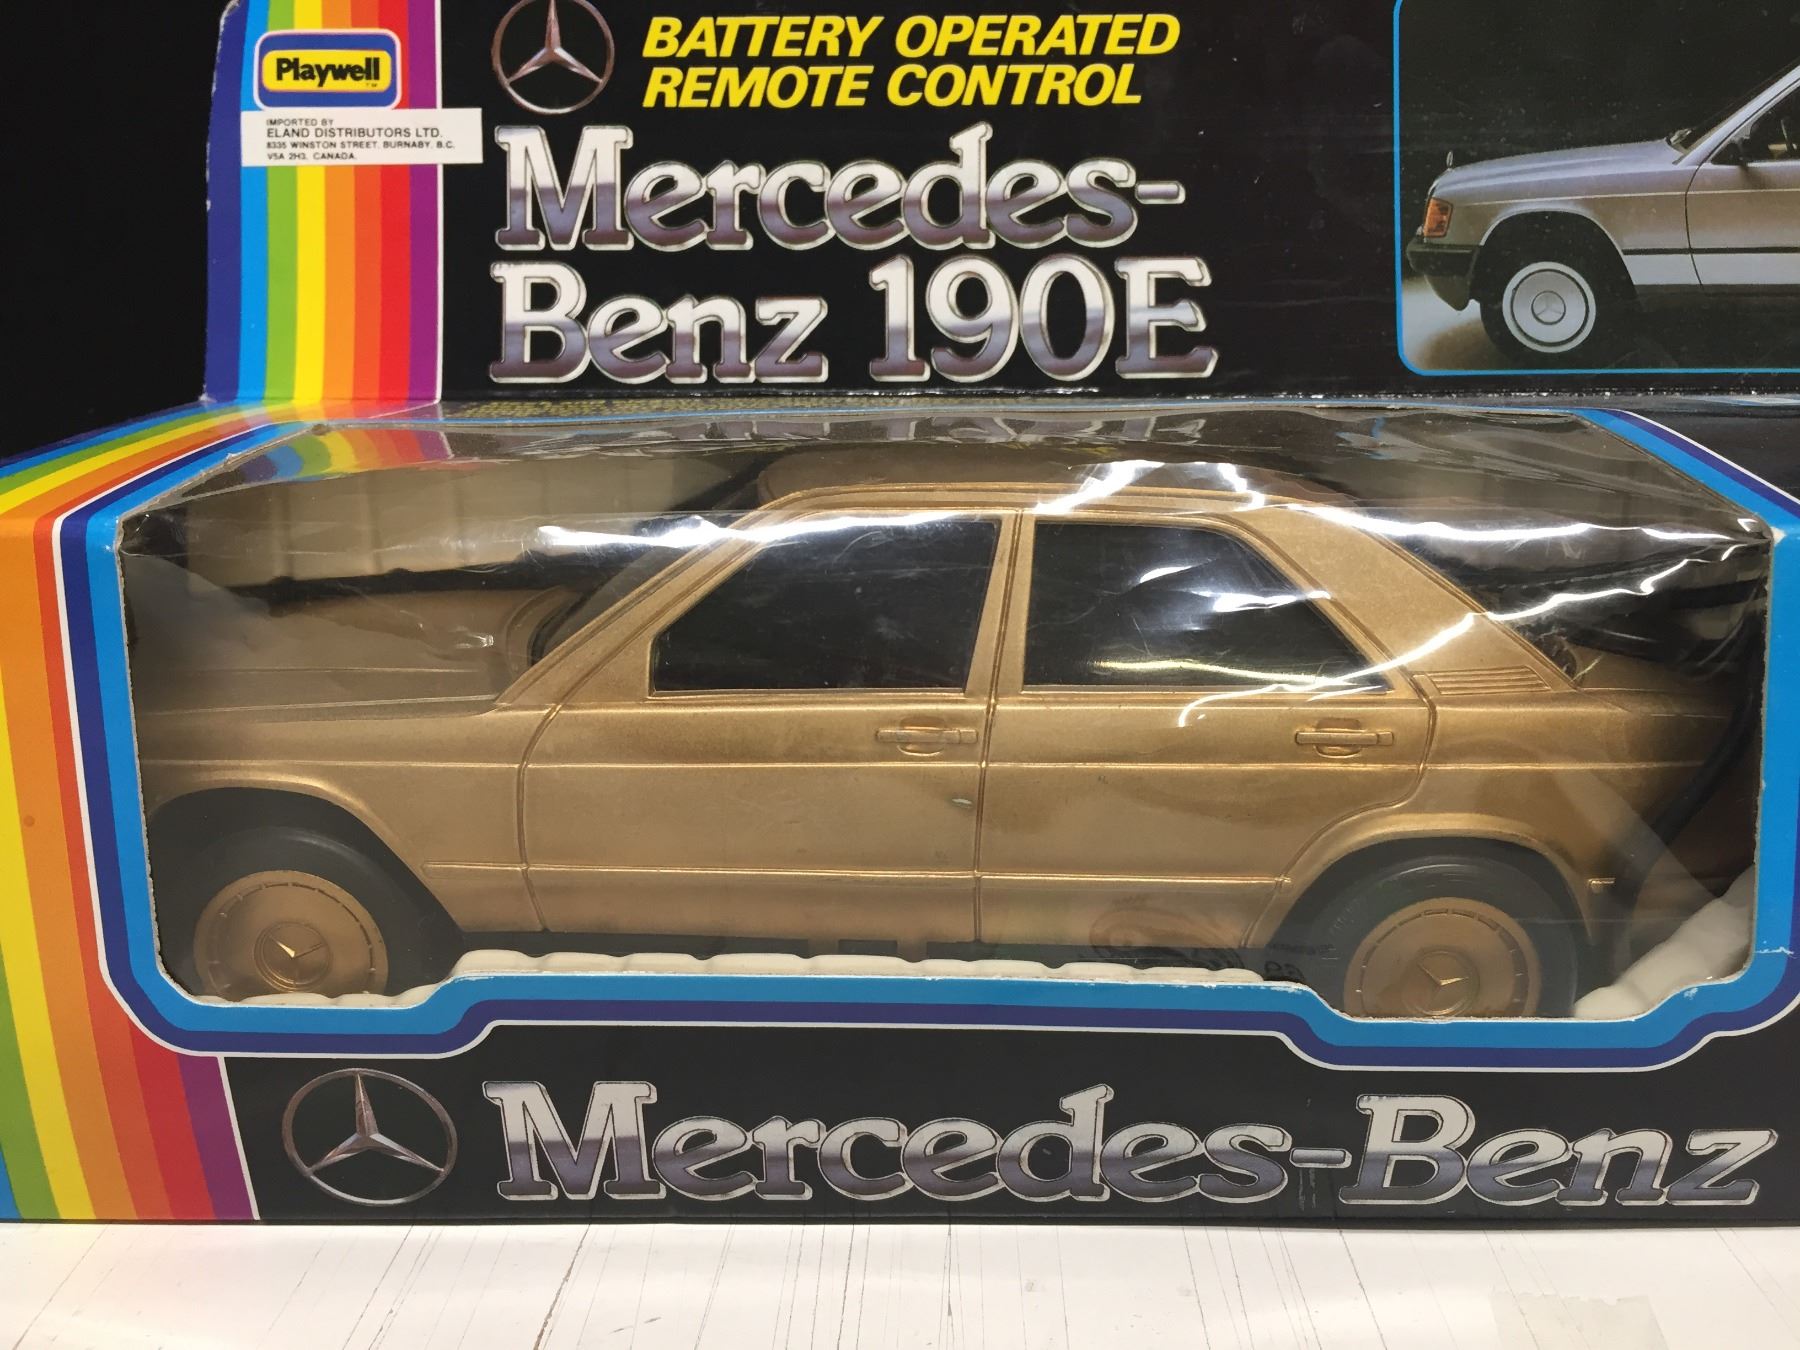 Playwell
TM
IMPORTED BY
ELAND DISTRIBUTORS LTD.
8335 WINSTON STREET, BURNABY, B.C.
V5A 2H3, CANADA.
BATTERY OPERATED
REMOTE CONTROL
Mercedes-
Benz 190E
Mercedes-Benz